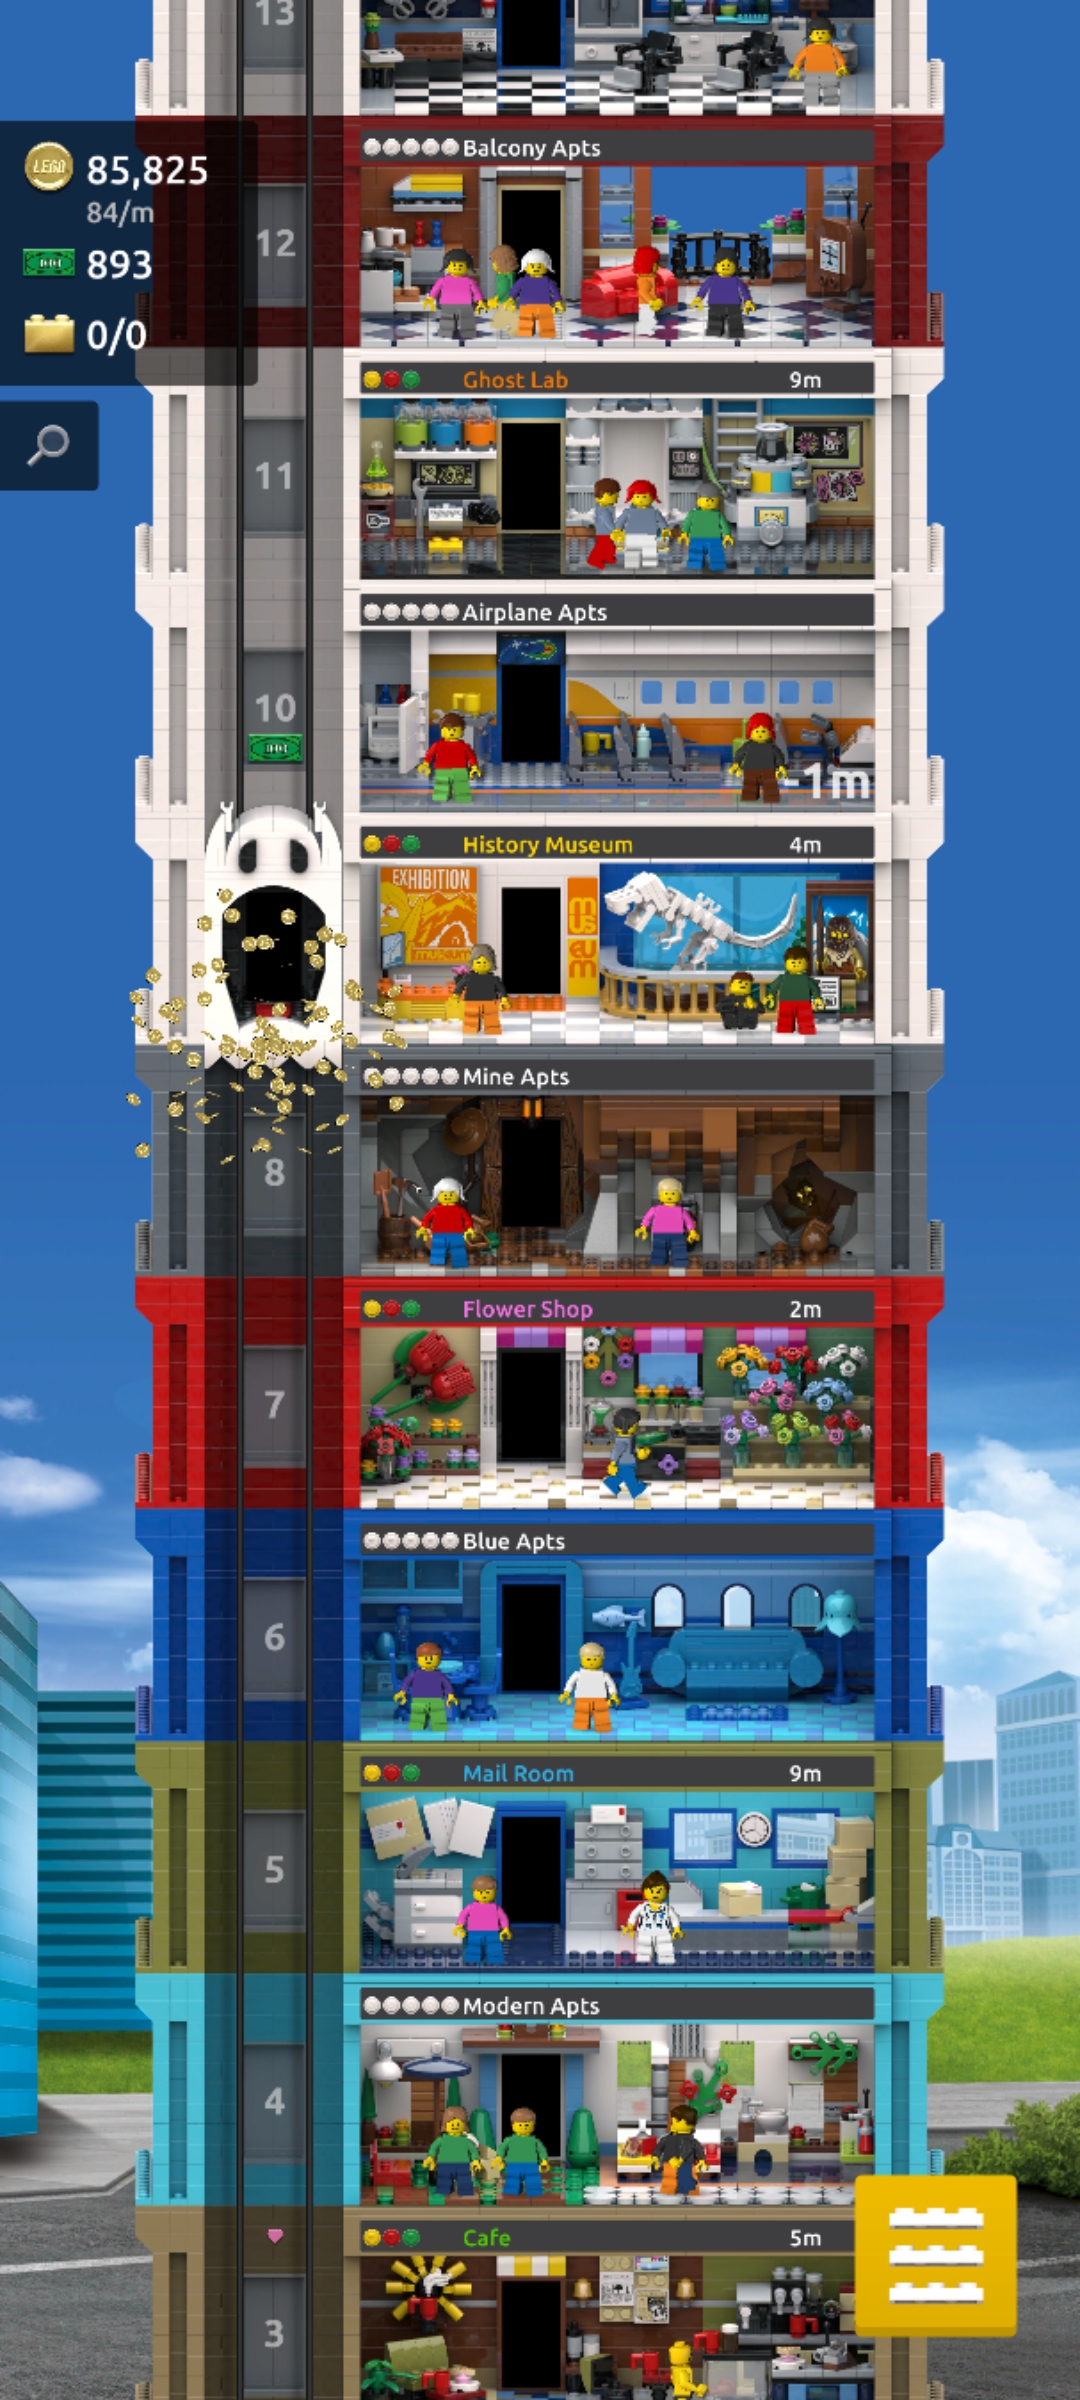 13
Balcony Apts
LEGO
85,825
84/m
893
12
0/0
Ghost Lab 9m
11
Airplane Apts
10
-1m
History Museum 4m
EXHIBITION
museum
mus
eum
Mine Apts
8
Flower Shop 2m
7
Blue Apts
6
Mail Room 9m
5
Modern Apts
4
Cafe 5m
3